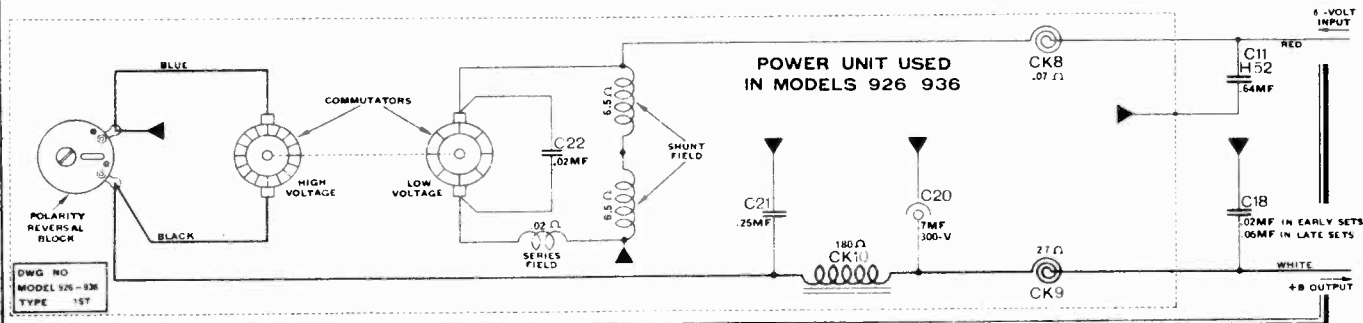 6 -VOLT
INPUT
RED
C11
H52
.64MF
CK8
.07 Ω
POWER UNIT USED
IN MODELS 926 936
BLUE
COMMUTATORS
6.5 Ω
C22
.02MF
SHUNT
FIELD
HIGH
VOLTAGE
LOW
VOLTAGE
POLARITY
REVERSAL
BLOCK
BLACK
6.5 Ω
.02 Ω
SERIES
FIELD
C21
.25MF
C20
7MF
300-V
C18
.02MF IN EARLY SETS
.06MF IN LATE SETS
180 Ω
CK10
27 Ω
CK9
WHITE
+B OUTPUT
DWG NO
MODEL 926-936
TYPE 1ST